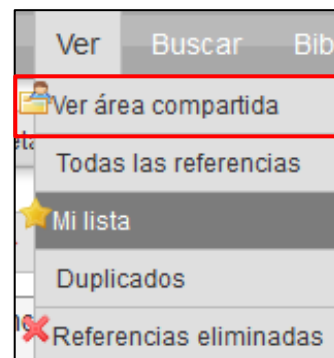 Ver Buscar Bib
Ver área compartida
Todas las referencias
Mi lista
Duplicados
Referencias eliminadas